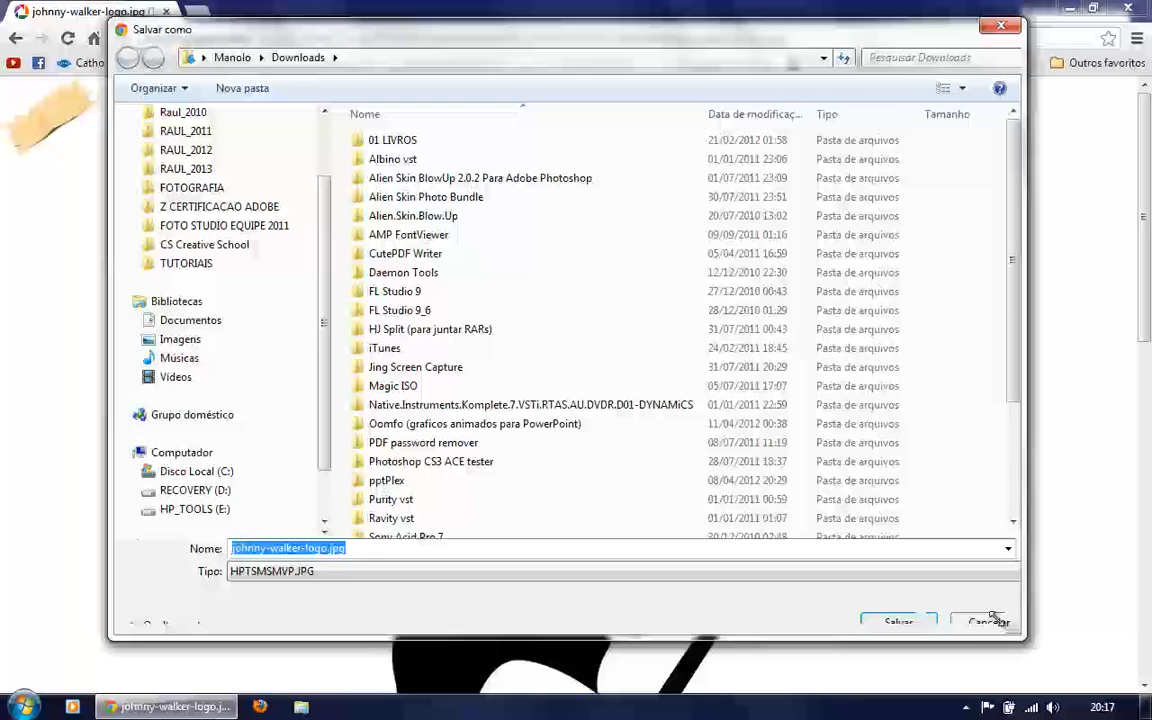 johnny-walker-logo.jpg
Salvar como
Manolo Downloads
Pesquisar Downloads
Catho
Outros favoritos
Organizar Nova pasta
Nome Data de modificaç... Tipo Tamanho
Raul_2010
RAUL_2011
RAUL_2012
RAUL_2013
FOTOGRAFIA
Z CERTIFICACAO ADOBE
FOTO STUDIO EQUIPE 2011
CS Creative School
TUTORIAIS
Bibliotecas
Documentos
Imagens
Músicas
Vídeos
Grupo doméstico
Computador
Disco Local (C:)
RECOVERY (D:)
HP_TOOLS (E:)
01 LIVROS 21/02/2012 01:58 Pasta de arquivos
Albino vst 01/01/2011 23:06 Pasta de arquivos
Alien Skin BlowUp 2.0.2 Para Adobe Photoshop 01/07/2011 23:09 Pasta de arquivos
Alien Skin Photo Bundle 30/07/2011 23:51 Pasta de arquivos
Alien.Skin.Blow.Up 20/07/2010 13:02 Pasta de arquivos
AMP FontViewer 09/09/2011 01:16 Pasta de arquivos
CutePDF Writer 05/04/2011 16:59 Pasta de arquivos
Daemon Tools 12/12/2010 22:30 Pasta de arquivos
FL Studio 9 27/12/2010 00:43 Pasta de arquivos
FL Studio 9_6 28/12/2010 01:29 Pasta de arquivos
HJ Split (para juntar RARs) 31/07/2011 00:43 Pasta de arquivos
iTunes 24/02/2011 18:45 Pasta de arquivos
Jing Screen Capture 31/07/2011 20:29 Pasta de arquivos
Magic ISO 05/07/2011 17:07 Pasta de arquivos
Native.Instruments.Komplete.7.VSTi.RTAS.AU.DVDR.D01-DYNAMiCS 01/01/2011 22:59 Pasta de arquivos
Oomfo (graficos animados para PowerPoint) 11/04/2012 00:38 Pasta de arquivos
PDF password remover 08/07/2011 11:19 Pasta de arquivos
Photoshop CS3 ACE tester 28/07/2011 18:37 Pasta de arquivos
pptPlex 08/04/2012 20:29 Pasta de arquivos
Purity vst 01/01/2011 00:59 Pasta de arquivos
Ravity vst 01/01/2011 01:07 Pasta de arquivos
Sony Acid Pro 7 30/12/2010 02:48 Pasta de arquivos
Nome: johnny-walker-logo.jpg
Tipo: HPTSMSMVP.JPG
Salvar Cancelar
johnny-walker-logo.j...
20:17